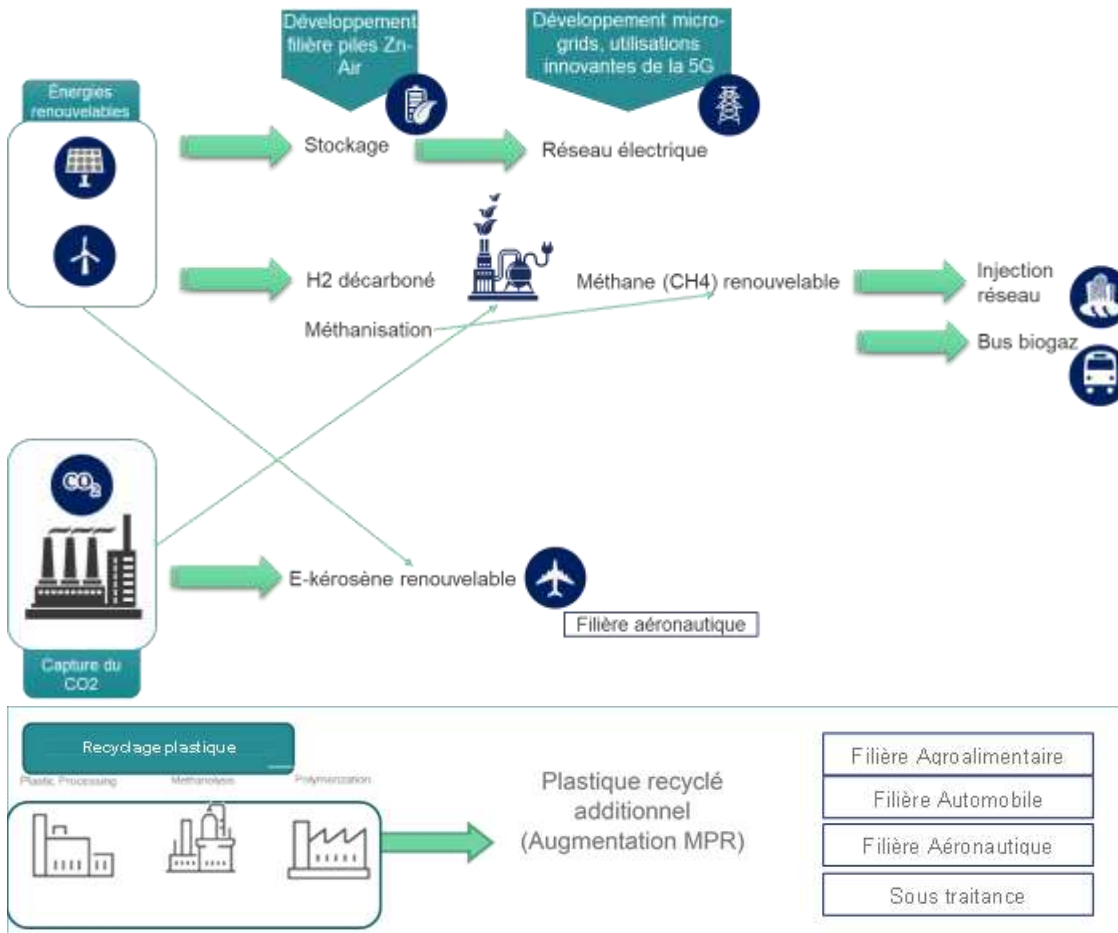 Développement
filière piles Zn-
Air
Développement micro-
grids, utilisations
innovantes de la 5G
Énergies
renouvelables
Stockage
Réseau électrique
H2 décarboné
Méthane (CH4) renouvelable
Injection
réseau
Méthanisation
Bus biogaz
CO2
E-kérosène renouvelable
Filière aéronautique
Capture du
CO2
Recyclage plastique
Plastic Processing
Methanolysis
Polymerization
Plastique recyclé
additionnel
(Augmentation MPR)
Filière Agroalimentaire
Filière Automobile
Filière Aéronautique
Sous traitance